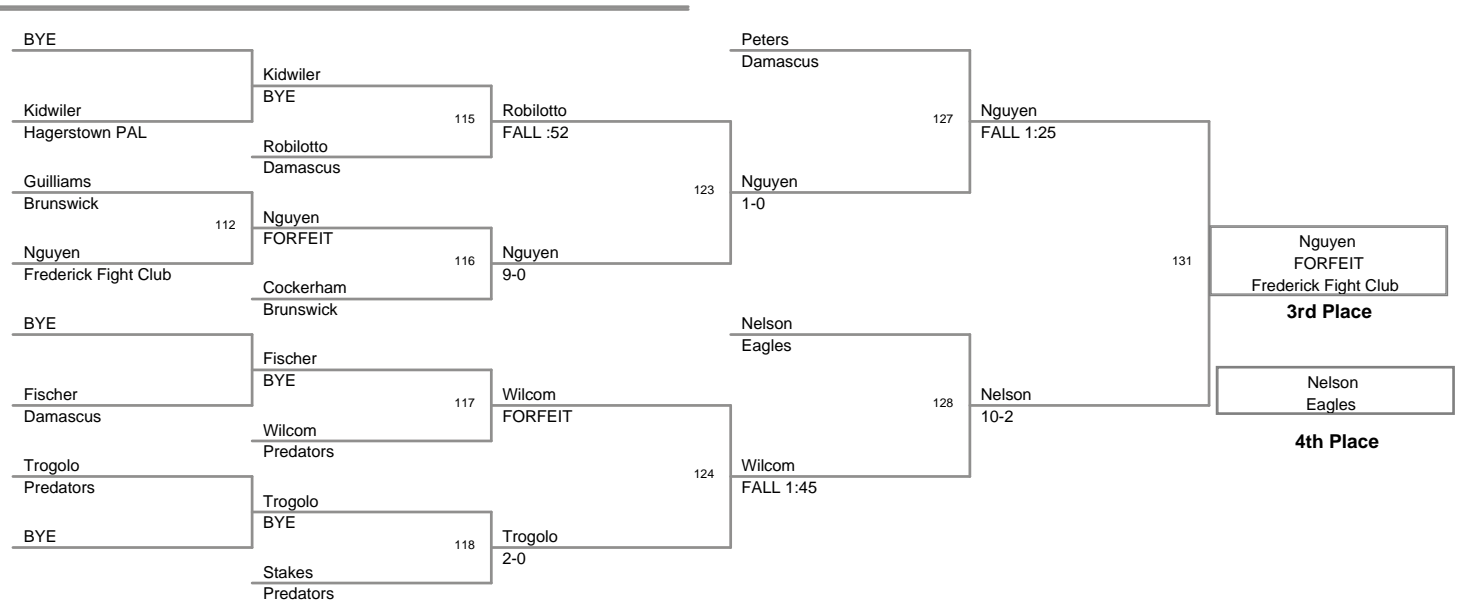 BYE
Kidwiler
Hagerstown PAL
Guilliams
Brunswick
112
Nguyen
Frederick Fight Club
BYE
Fischer
Damascus
Trogolo
Predators
BYE
Kidwiler
BYE
115
Robilotto
Damascus
Nguyen
FORFEIT
116
Cockerham
Brunswick
Fischer
BYE
117
Wilcom
Predators
Trogolo
BYE
118
Stakes
Predators
Robilotto
FALL :52
123
Nguyen
9-0
Wilcom
FORFEIT
124
Trogolo
2-0
Peters
Damascus
127
Nguyen
1-0
Nelson
Eagles
128
Wilcom
FALL 1:45
Nguyen
FALL 1:25
131
Nelson
10-2
Nguyen
FORFEIT
Frederick Fight Club
3rd Place
Nelson
Eagles
4th Place